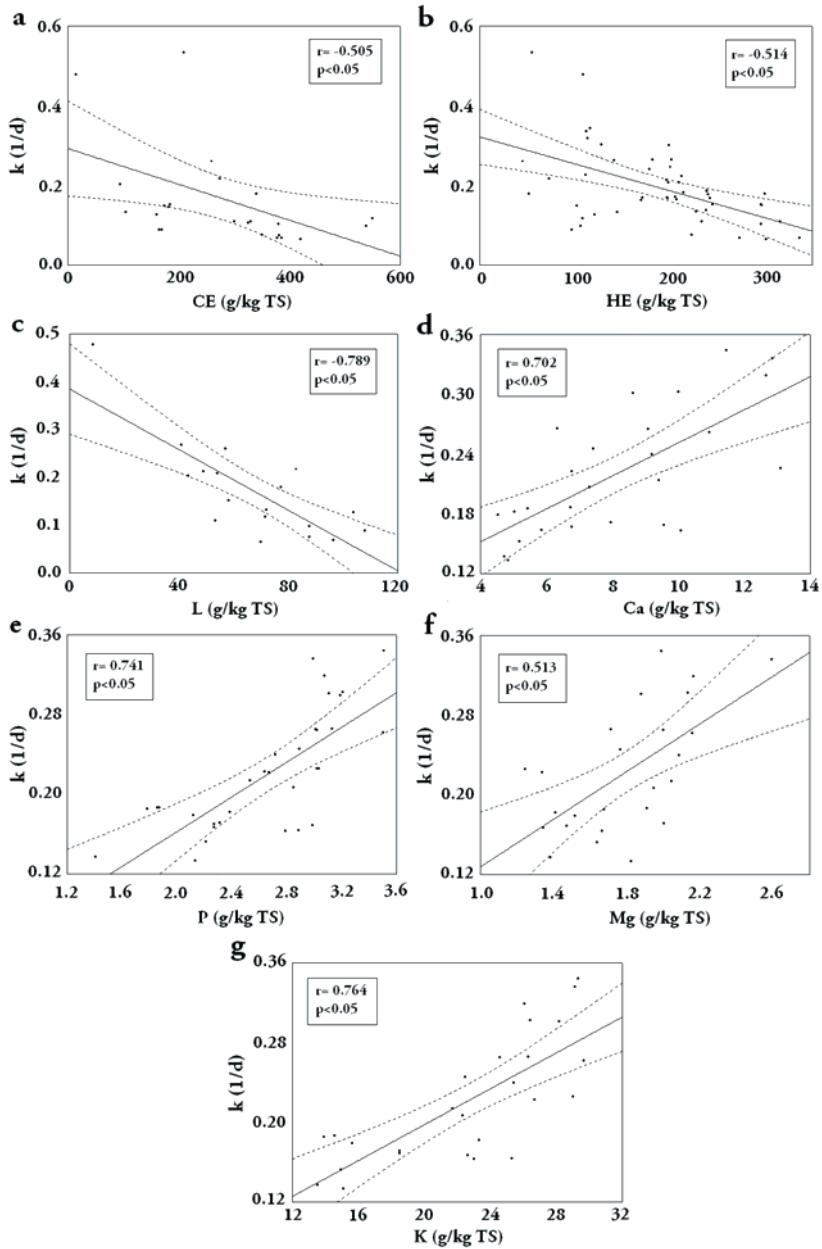 a
r= -0.505
p<0.05
k (1/d)
0.6
0.4
0.2
0.0
0 200 400 600
CE (g/kg TS)
b
r= -0.514
p<0.05
k (1/d)
0.6
0.4
0.2
0.0
0 100 200 300
HE (g/kg TS)
c
r= -0.789
p<0.05
k (1/d)
0.5
0.4
0.3
0.2
0.1
0.0
0 40 80 120
L (g/kg TS)
d
r= 0.702
p<0.05
k (1/d)
0.36
0.30
0.24
0.18
0.12
4 6 8 10 12 14
Ca (g/kg TS)
e
r= 0.741
p<0.05
k (1/d)
0.36
0.28
0.20
0.12
1.2 1.6 2.0 2.4 2.8 3.2 3.6
P (g/kg TS)
f
r= 0.513
p<0.05
k (1/d)
0.36
0.28
0.20
0.12
1.0 1.4 1.8 2.2 2.6
Mg (g/kg TS)
g
r= 0.764
p<0.05
k (1/d)
0.36
0.28
0.20
0.12
12 16 20 24 28 32
K (g/kg TS)